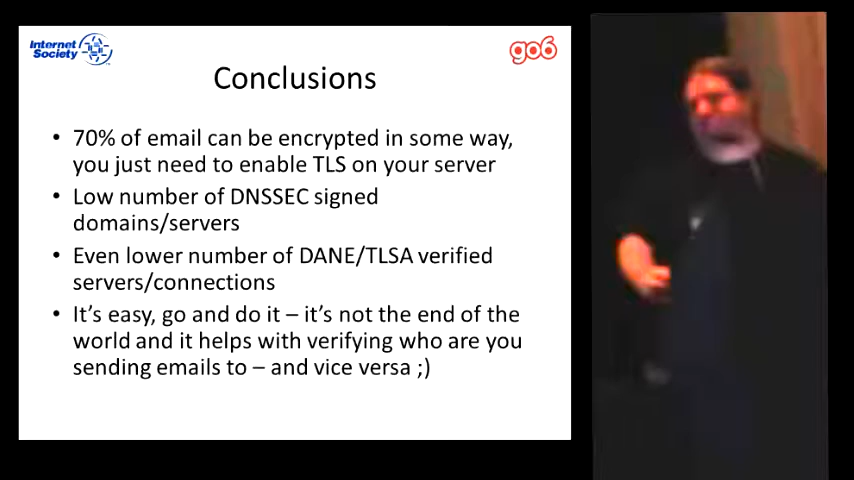 Internet
Society
go6
Conclusions
• 70% of email can be encrypted in some way,
you just need to enable TLS on your server
• Low number of DNSSEC signed
domains/servers
• Even lower number of DANE/TLSA verified
servers/connections
• It’s easy, go and do it – it’s not the end of the
world and it helps with verifying who are you
sending emails to – and vice versa ;)